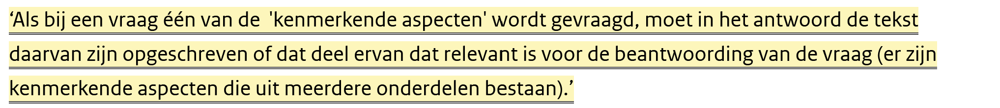 ‘Als bij een vraag één van de  'kenmerkende aspecten' wordt gevraagd, moet in het antwoord de tekst
daarvan zijn opgeschreven of dat deel ervan dat relevant is voor de beantwoording van de vraag (er zijn
kenmerkende aspecten die uit meerdere onderdelen bestaan).’